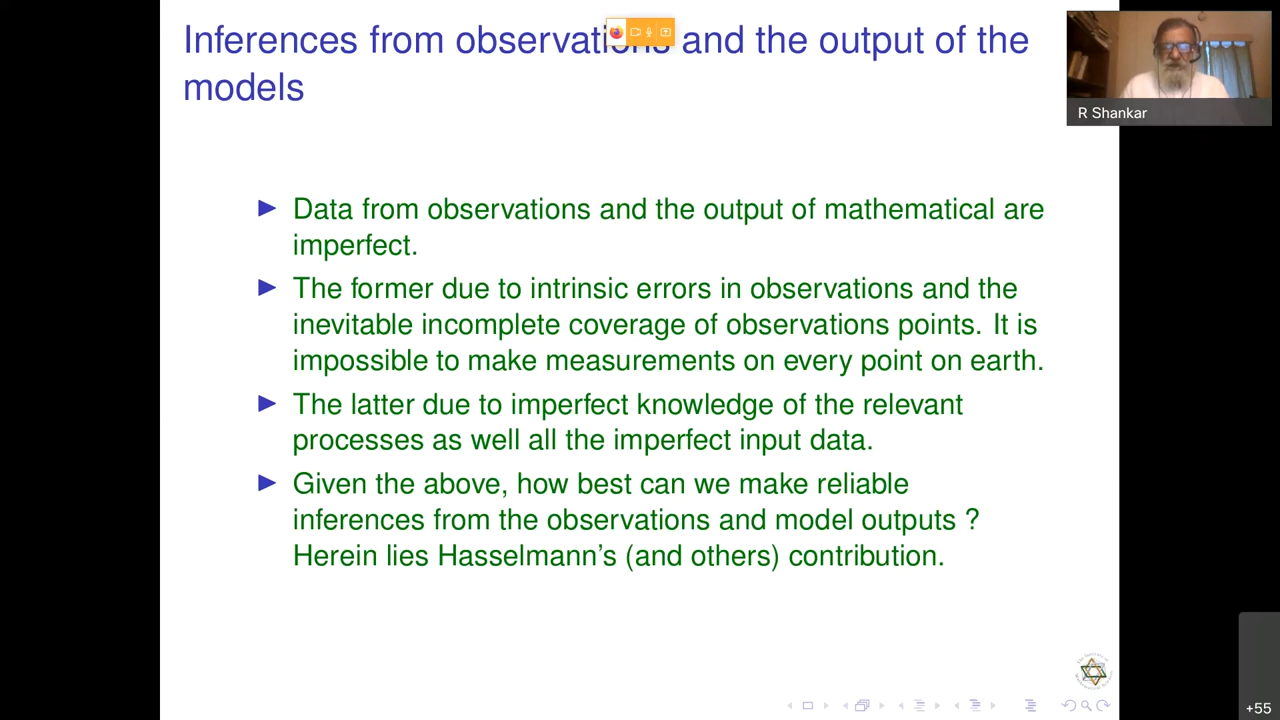 Inferences from observations and the output of the
models
R Shankar
► Data from observations and the output of mathematical are
imperfect.
► The former due to intrinsic errors in observations and the
inevitable incomplete coverage of observations points. It is
impossible to make measurements on every point on earth.
► The latter due to imperfect knowledge of the relevant
processes as well all the imperfect input data.
► Given the above, how best can we make reliable
inferences from the observations and model outputs ?
Herein lies Hasselmann's (and others) contribution.
+55